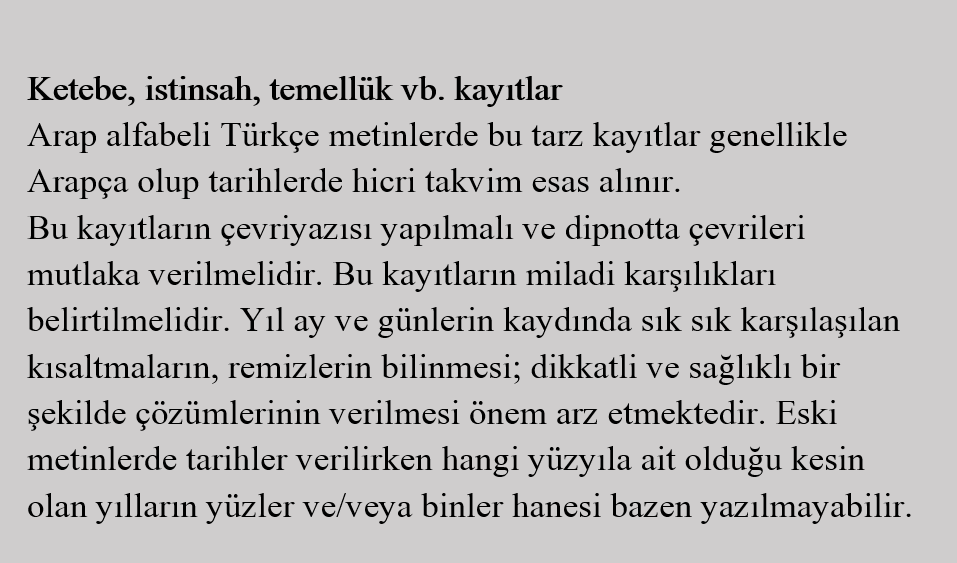 Ketebe, istinsah, temellük vb. kayıtlar
Arap alfabeli Türkçe metinlerde bu tarz kayıtlar genellikle
Arapça olup tarihlerde hicri takvim esas alınır.
Bu kayıtların çevriyazısı yapılmalı ve dipnotta çevrileri
mutlaka verilmelidir. Bu kayıtların miladi karşılıkları
belirtilmelidir. Yıl ay ve günlerin kaydında sık sık karşılaşılan
kısaltmaların, remizlerin bilinmesi; dikkatli ve sağlıklı bir
şekilde çözümlerinin verilmesi önem arz etmektedir. Eski
metinlerde tarihler verilirken hangi yüzyıla ait olduğu kesin
olan yılların yüzler ve/veya binler hanesi bazen yazılmayabilir.